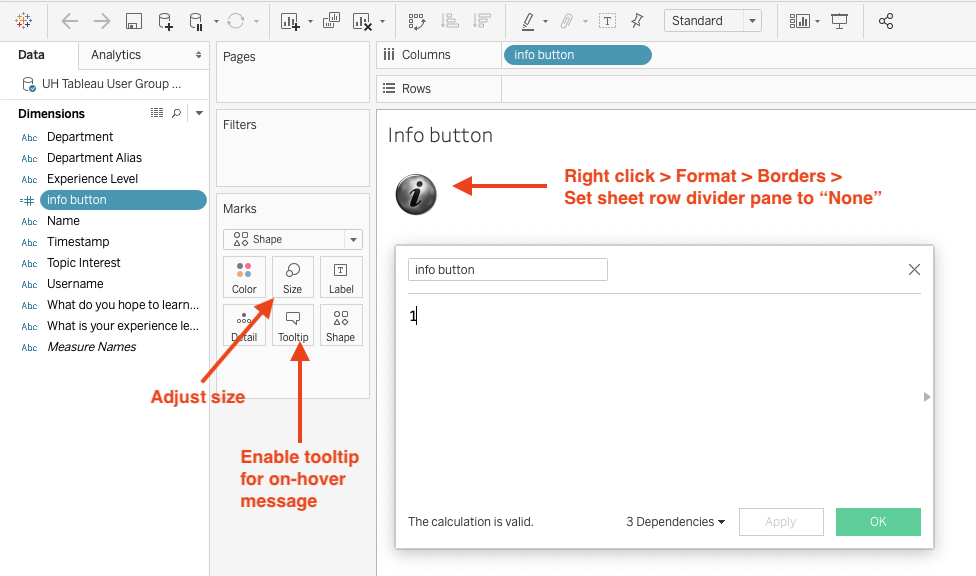 Standard
Data
Analytics
UH Tableau User Group ...
Dimensions
Abc Department
Abc Department Alias
Abc Experience Level
info button
Abc Name
Abc Timestamp
Abc Topic Interest
Abc Username
Abc What do you hope to learn...
Abc What is your experience le...
Abc Measure Names
Pages
Filters
Marks
Shape
Color
Size
Label
Detail
Tooltip
Shape
Adjust size
Enable tooltip
for on-hover
message
Columns
info button
Rows
Info button
Right click > Format > Borders >
Set sheet row divider pane to “None”
info button
1
The calculation is valid.
3 Dependencies
Apply
OK